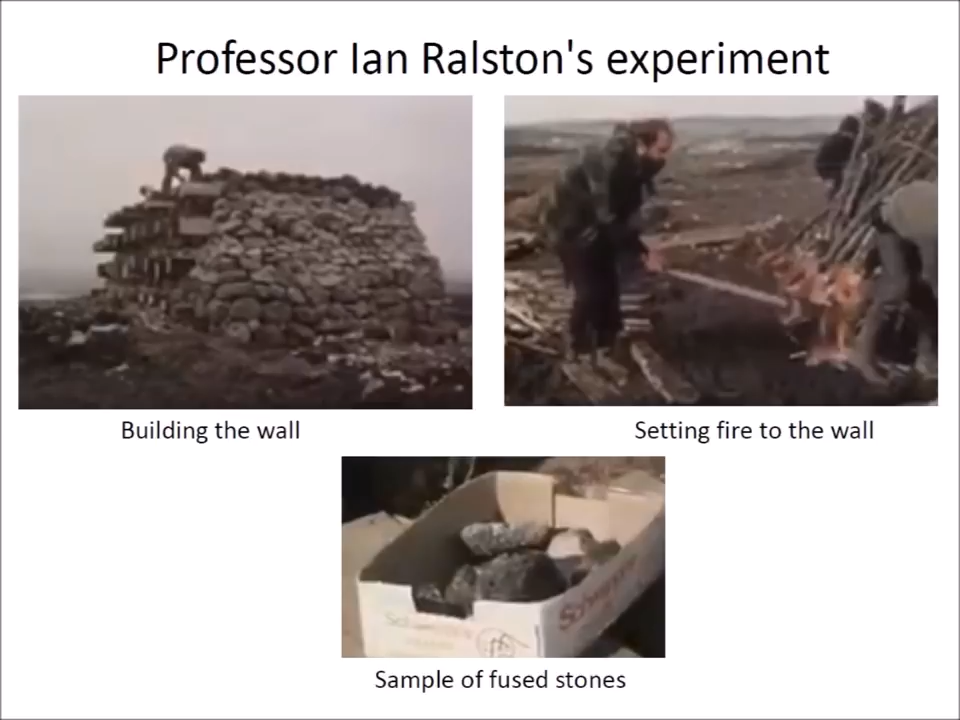 Professor Ian Ralston's experiment
Building the wall
Setting fire to the wall
Sample of fused stones